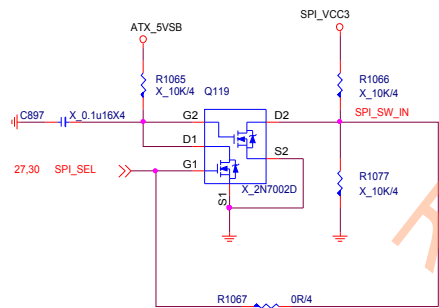 ATX_5VSB
SPI_VCC3
R1065
X_10K/4
Q119
R1066
X_10K/4
C897
X_0.1u16X4
G2
D2
SPI_SW_IN
D1
S2
27.30
SPI_SEL
G1
R1077
X_10K/4
X_2N7002D
S1
R1067
0R/4